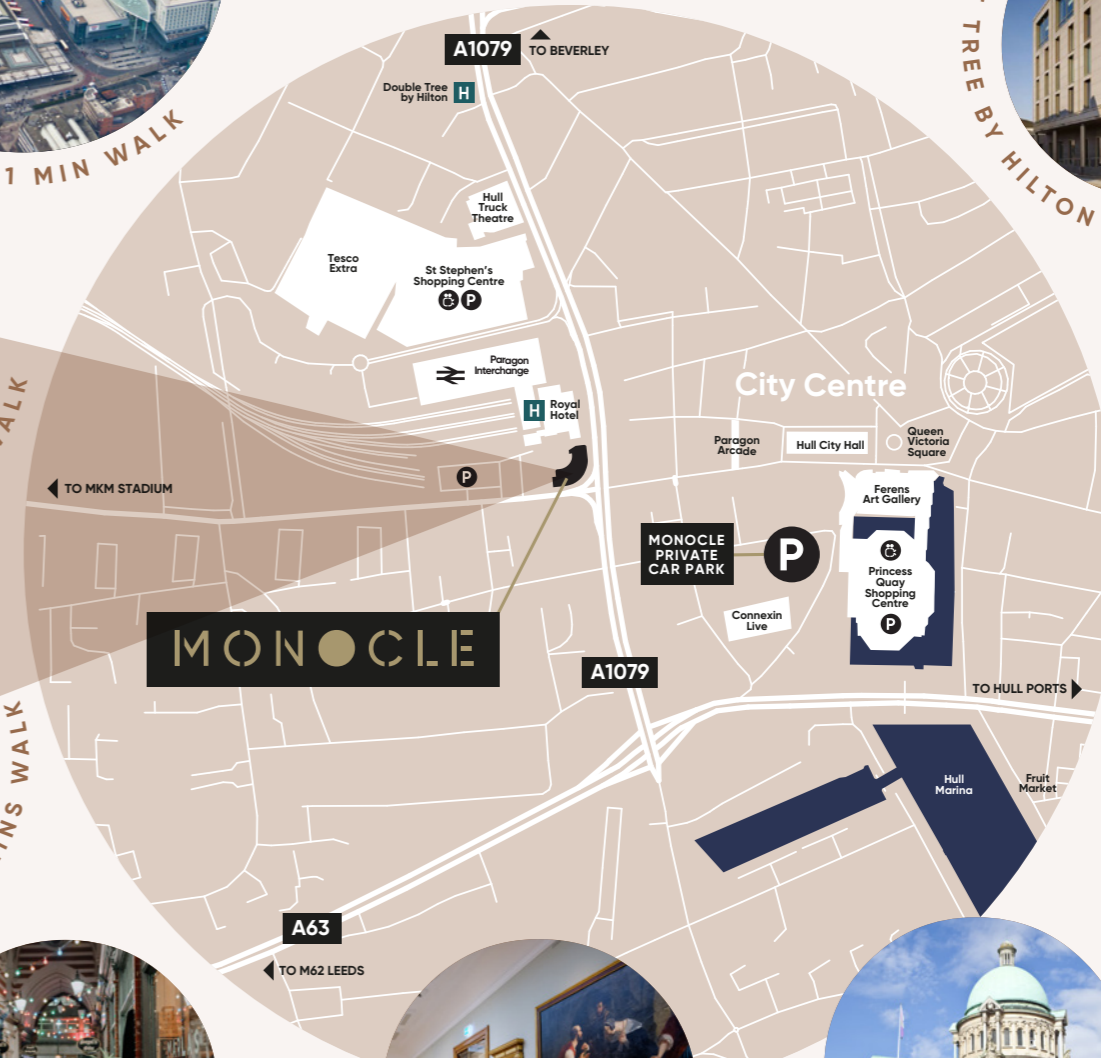 A1079
TO BEVERLEY
Double Tree
by Hilton
H
TREE BY HILTON
1 MIN WALK
Hull
Truck
Theatre
Tesco
Extra
St Stephen's
Shopping Centre
P
Paragon
Interchange
H
Royal
Hotel
City Centre
Paragon
Arcade
Hull City Hall
Queen
Victoria
Square
P
TO MKM STADIUM
Ferens
Art Gallery
MONOCLE
PRIVATE
CAR PARK
P
Princess
Quay
Shopping
Centre
P
Connexin
Live
MONOCLE
A1079
TO HULL PORTS
WALK
Hull
Marina
Fruit
Market
A63
TO M62 LEEDS